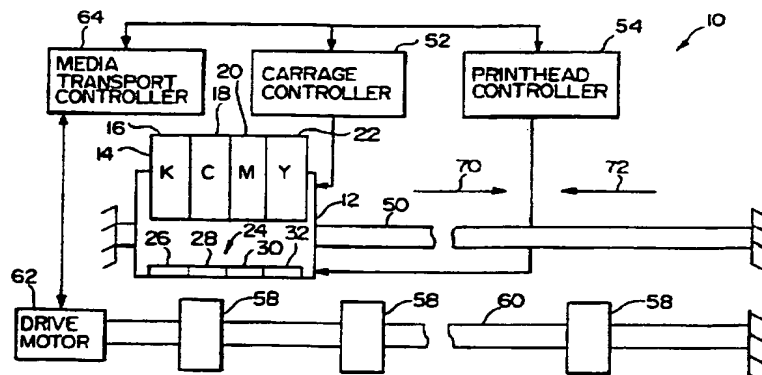 64
52
54
10
MEDIA
TRANSPORT
CONTROLLER
CARRAGE
CONTROLLER
PRINTHEAD
CONTROLLER
20
18
16
22
14
K C M Y
70
72
12
50
24
26
28
30
32
62
58
58
60
58
DRIVE
MOTOR